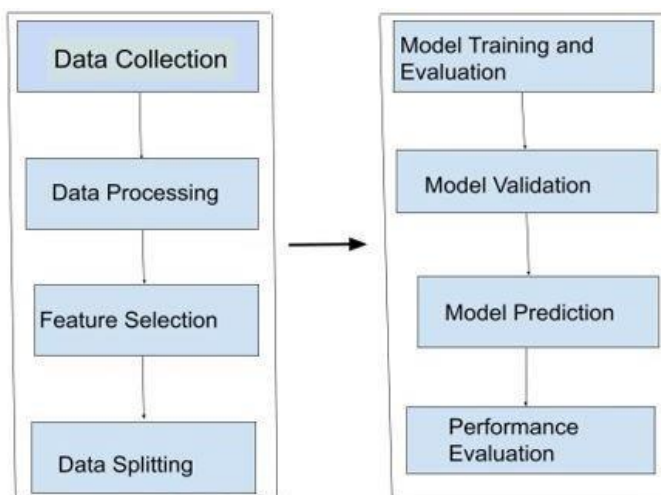 Data Collection
Data Processing
Feature Selection
Data Splitting
Model Training and
Evaluation
Model Validation
Model Prediction
Performance
Evaluation